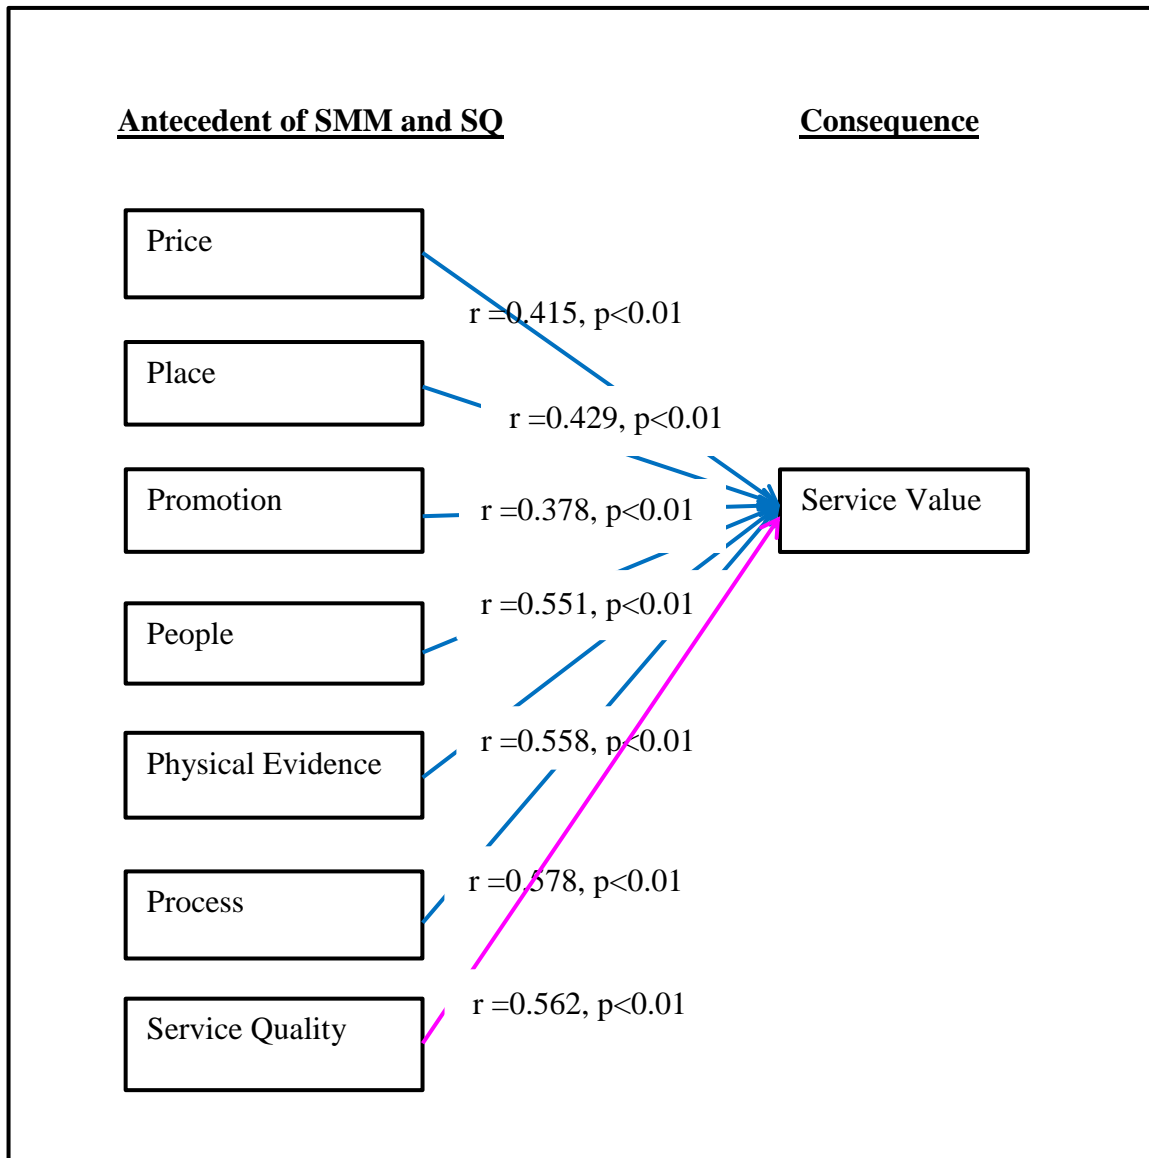 Antecedent of SMM and SQ
Consequence
Price
r =0.415, p<0.01
Place
r =0.429, p<0.01
Promotion
r =0.378, p<0.01
Service Value
People
r =0.551, p<0.01
Physical Evidence
r =0.558, p<0.01
Process
r =0.578, p<0.01
Service Quality
r =0.562, p<0.01